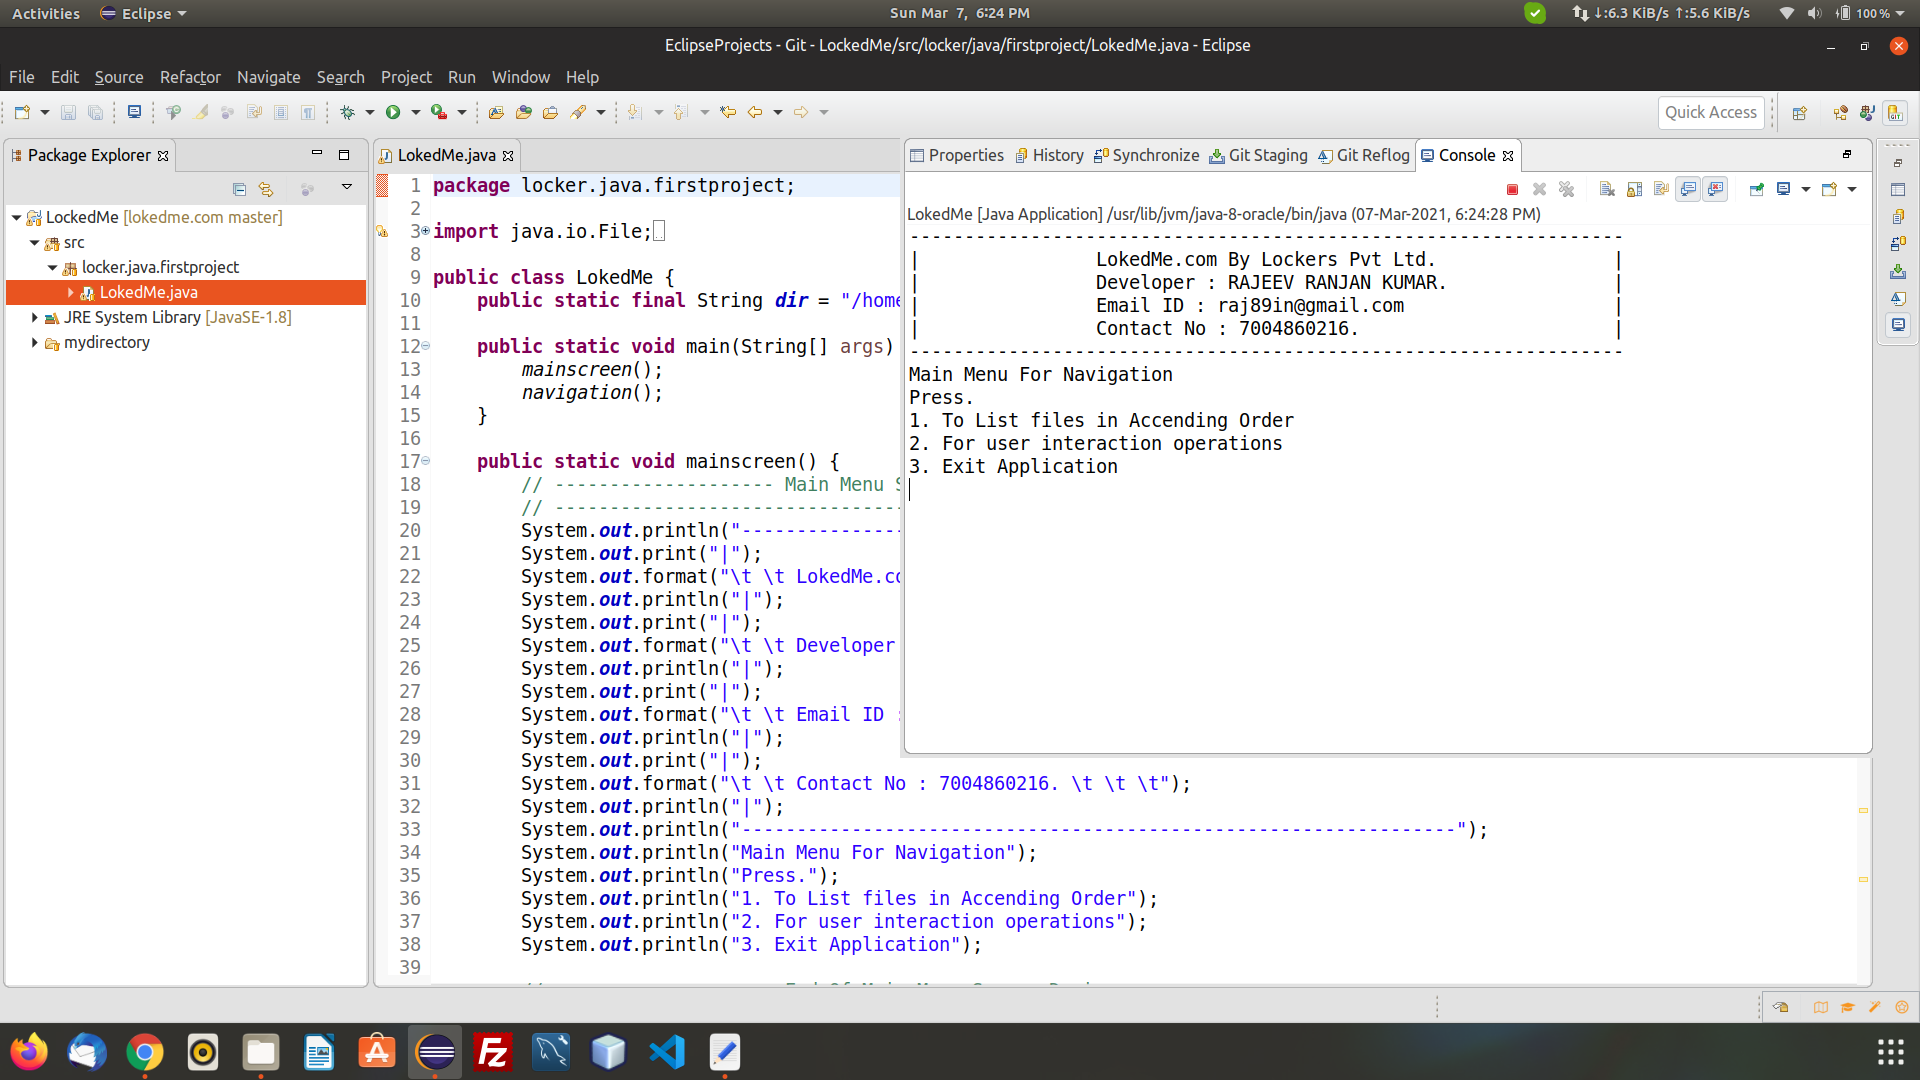 Activities Eclipse Sun Mar 7, 6:24 PM ↓:6.3 KiB/s ↑:5.6 KiB/s 100 %
EclipseProjects - Git - LockedMe/src/locker/java/firstproject/LokedMe.java - Eclipse
File Edit Source Refactor Navigate Search Project Run Window Help
Quick Access
Package Explorer
LockedMe [lokedme.com master]
src
locker.java.firstproject
LokedMe.java
JRE System Library [JavaSE-1.8]
mydirectory
LokedMe.java
1 package locker.java.firstproject;
2
3 import java.io.File;
8
9 public class LokedMe {
10 public static final String dir = "/home
11
12 public static void main(String[] args)
13 mainscreen();
14 navigation();
15 }
16
17 public static void mainscreen() {
18 // -------------------- Main Menu S
19 // --------------------------------
20 System.out.println("---------------
21 System.out.print("|");
22 System.out.format("\t \t LokedMe.co
23 System.out.println("|");
24 System.out.print("|");
25 System.out.format("\t \t Developer
26 System.out.println("|");
27 System.out.print("|");
28 System.out.format("\t \t Email ID :
29 System.out.println("|");
30 System.out.print("|");
31 System.out.format("\t \t Contact No : 7004860216. \t \t \t");
32 System.out.println("|");
33 System.out.println("-----------------------------------------------------------------");
34 System.out.println("Main Menu For Navigation");
35 System.out.println("Press.");
36 System.out.println("1. To List files in Accending Order");
37 System.out.println("2. For user interaction operations");
38 System.out.println("3. Exit Application");
39
Properties History Synchronize Git Staging Git Reflog Console
LokedMe [Java Application] /usr/lib/jvm/java-8-oracle/bin/java (07-Mar-2021, 6:24:28 PM)
-----------------------------------------------------------------
| LokedMe.com By Lockers Pvt Ltd. |
| Developer : RAJEEV RANJAN KUMAR. |
| Email ID : raj89in@gmail.com |
| Contact No : 7004860216. |
-----------------------------------------------------------------
Main Menu For Navigation
Press.
1. To List files in Accending Order
2. For user interaction operations
3. Exit Application